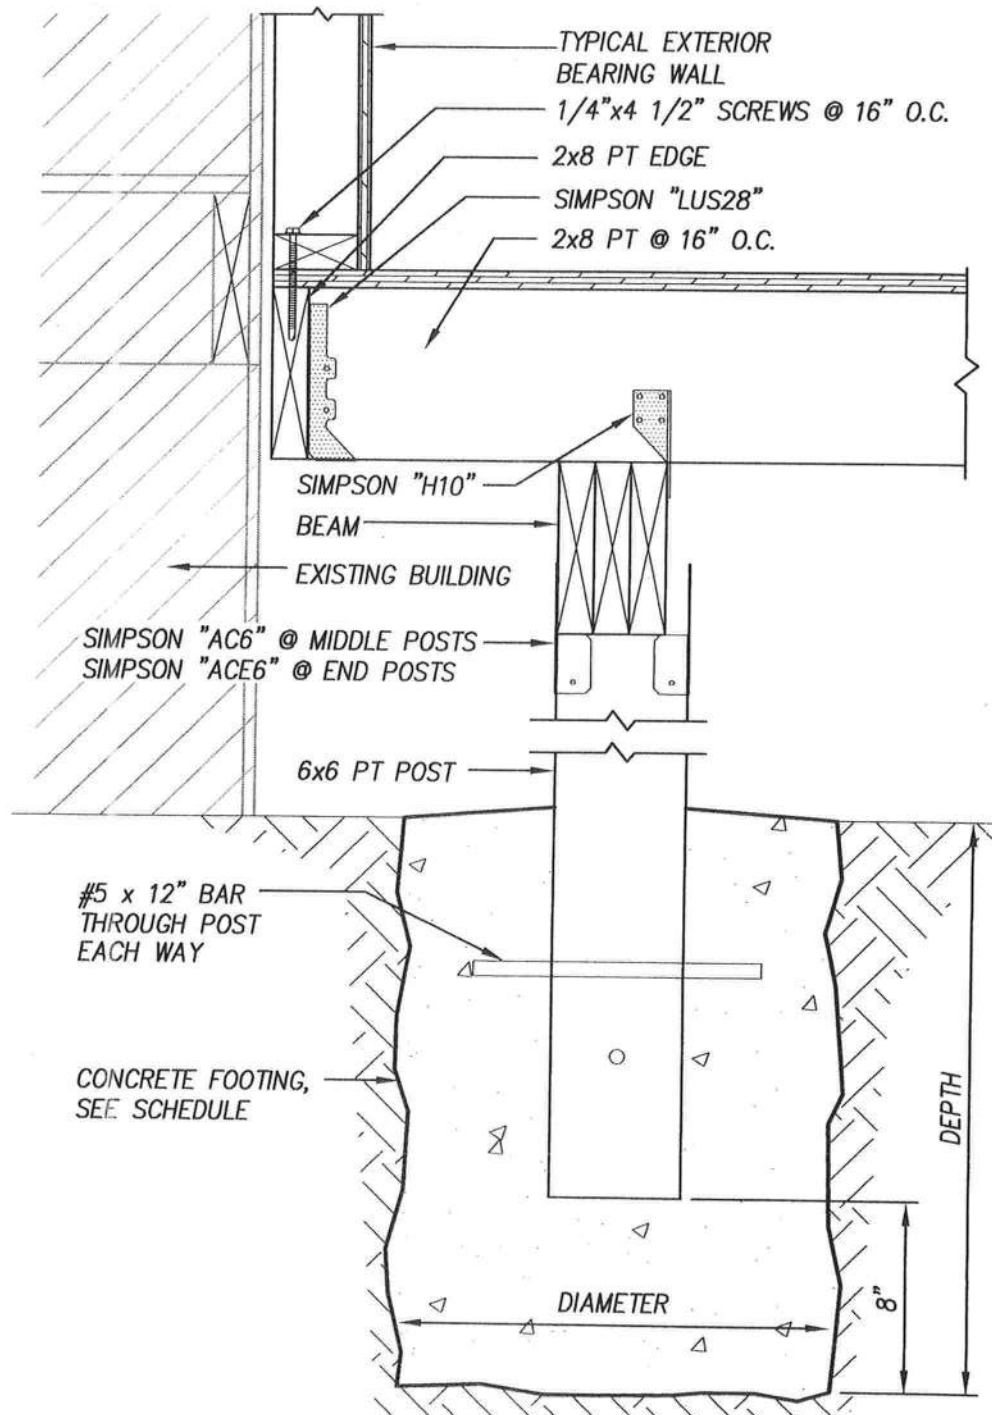 TYPICAL EXTERIOR
BEARING WALL
1/4"x4 1/2" SCREWS @ 16" O.C.
2x8 PT EDGE
SIMPSON "LUS28"
2x8 PT @ 16" O.C.
SIMPSON "H10"
BEAM
EXISTING BUILDING
SIMPSON "AC6" @ MIDDLE POSTS
SIMPSON "ACE6" @ END POSTS
6x6 PT POST
#5 x 12" BAR
THROUGH POST
EACH WAY
CONCRETE FOOTING,
SEE SCHEDULE
DEPTH
8"
DIAMETER